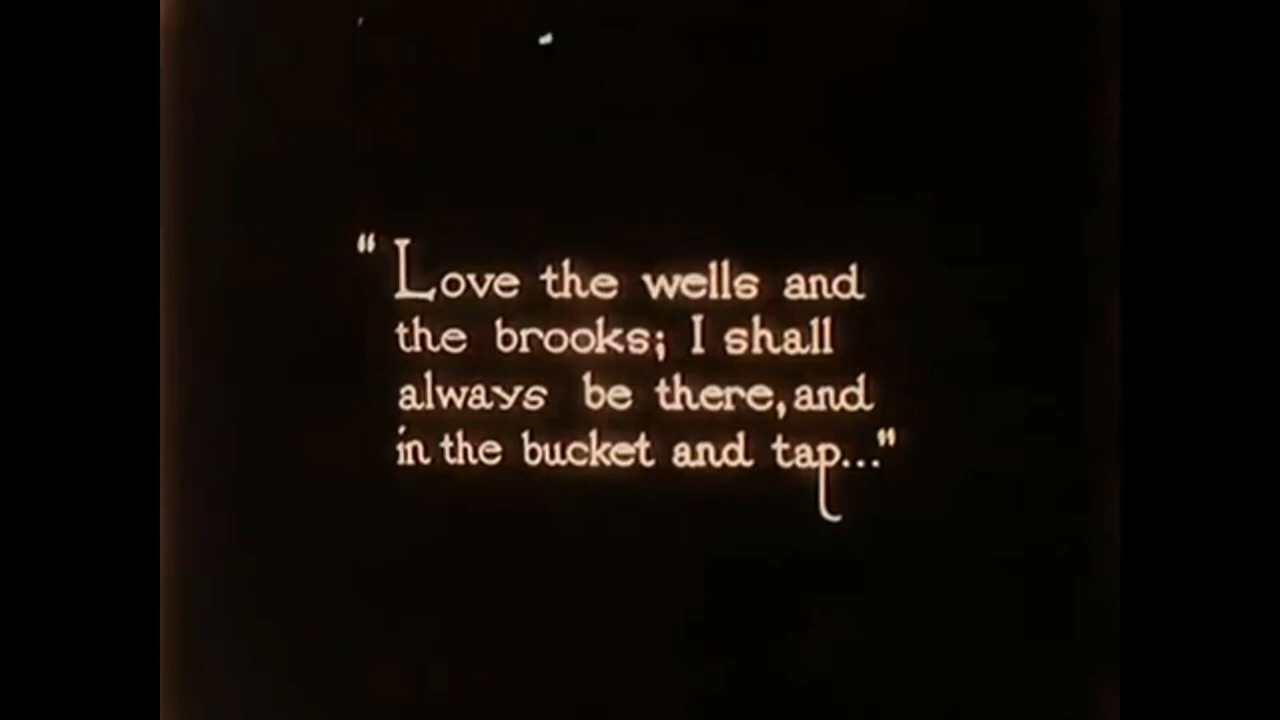 “Love the wells and
the brooks; I shall
always be there, and
in the bucket and tap...”